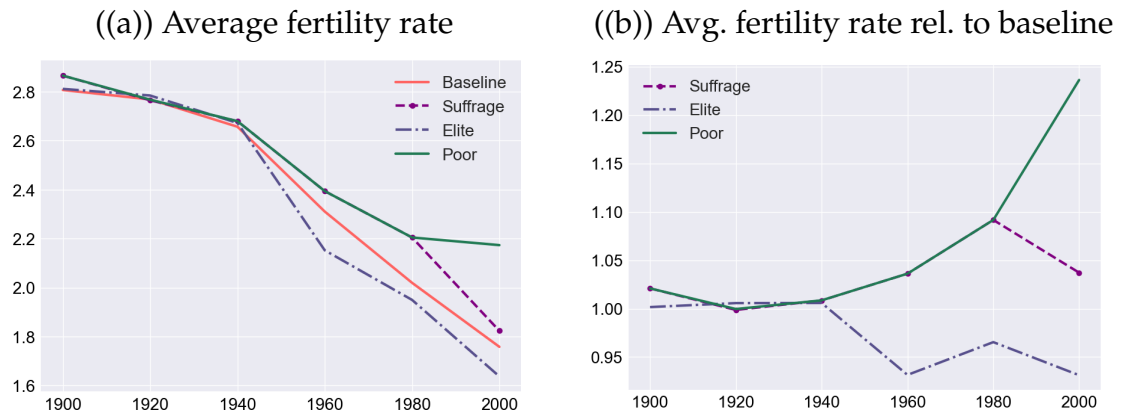 ((a)) Average fertility rate
2.8
2.6
2.4
2.2
2.0
1.8
1.6
1900 1920 1940 1960 1980 2000
Baseline
Suffrage
Elite
Poor
((b)) Avg. fertility rate rel. to baseline
1.25
1.20
1.15
1.10
1.05
1.00
0.95
1900 1920 1940 1960 1980 2000
Suffrage
Elite
Poor